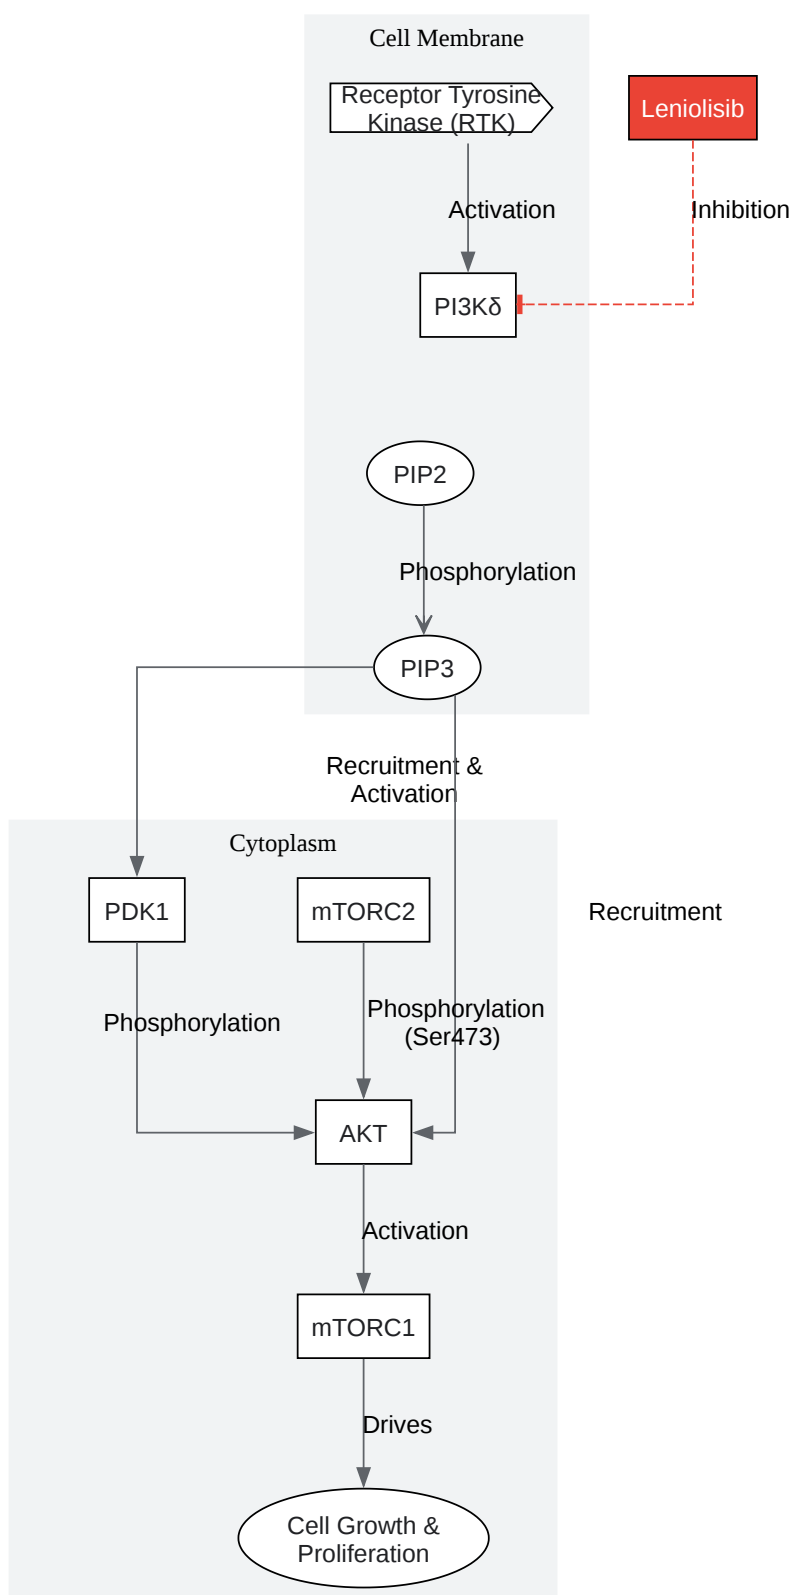 Cell Membrane
Receptor Tyrosine
Kinase (RTK)
Leniolisib
Activation
Inhibition
PI3Kδ
PIP2
Phosphorylation
PIP3
Recruitment &
Activation
Cytoplasm
PDK1
mTORC2
Recruitment
Phosphorylation
Phosphorylation
(Ser473)
AKT
Activation
mTORC1
Drives
Cell Growth &
Proliferation